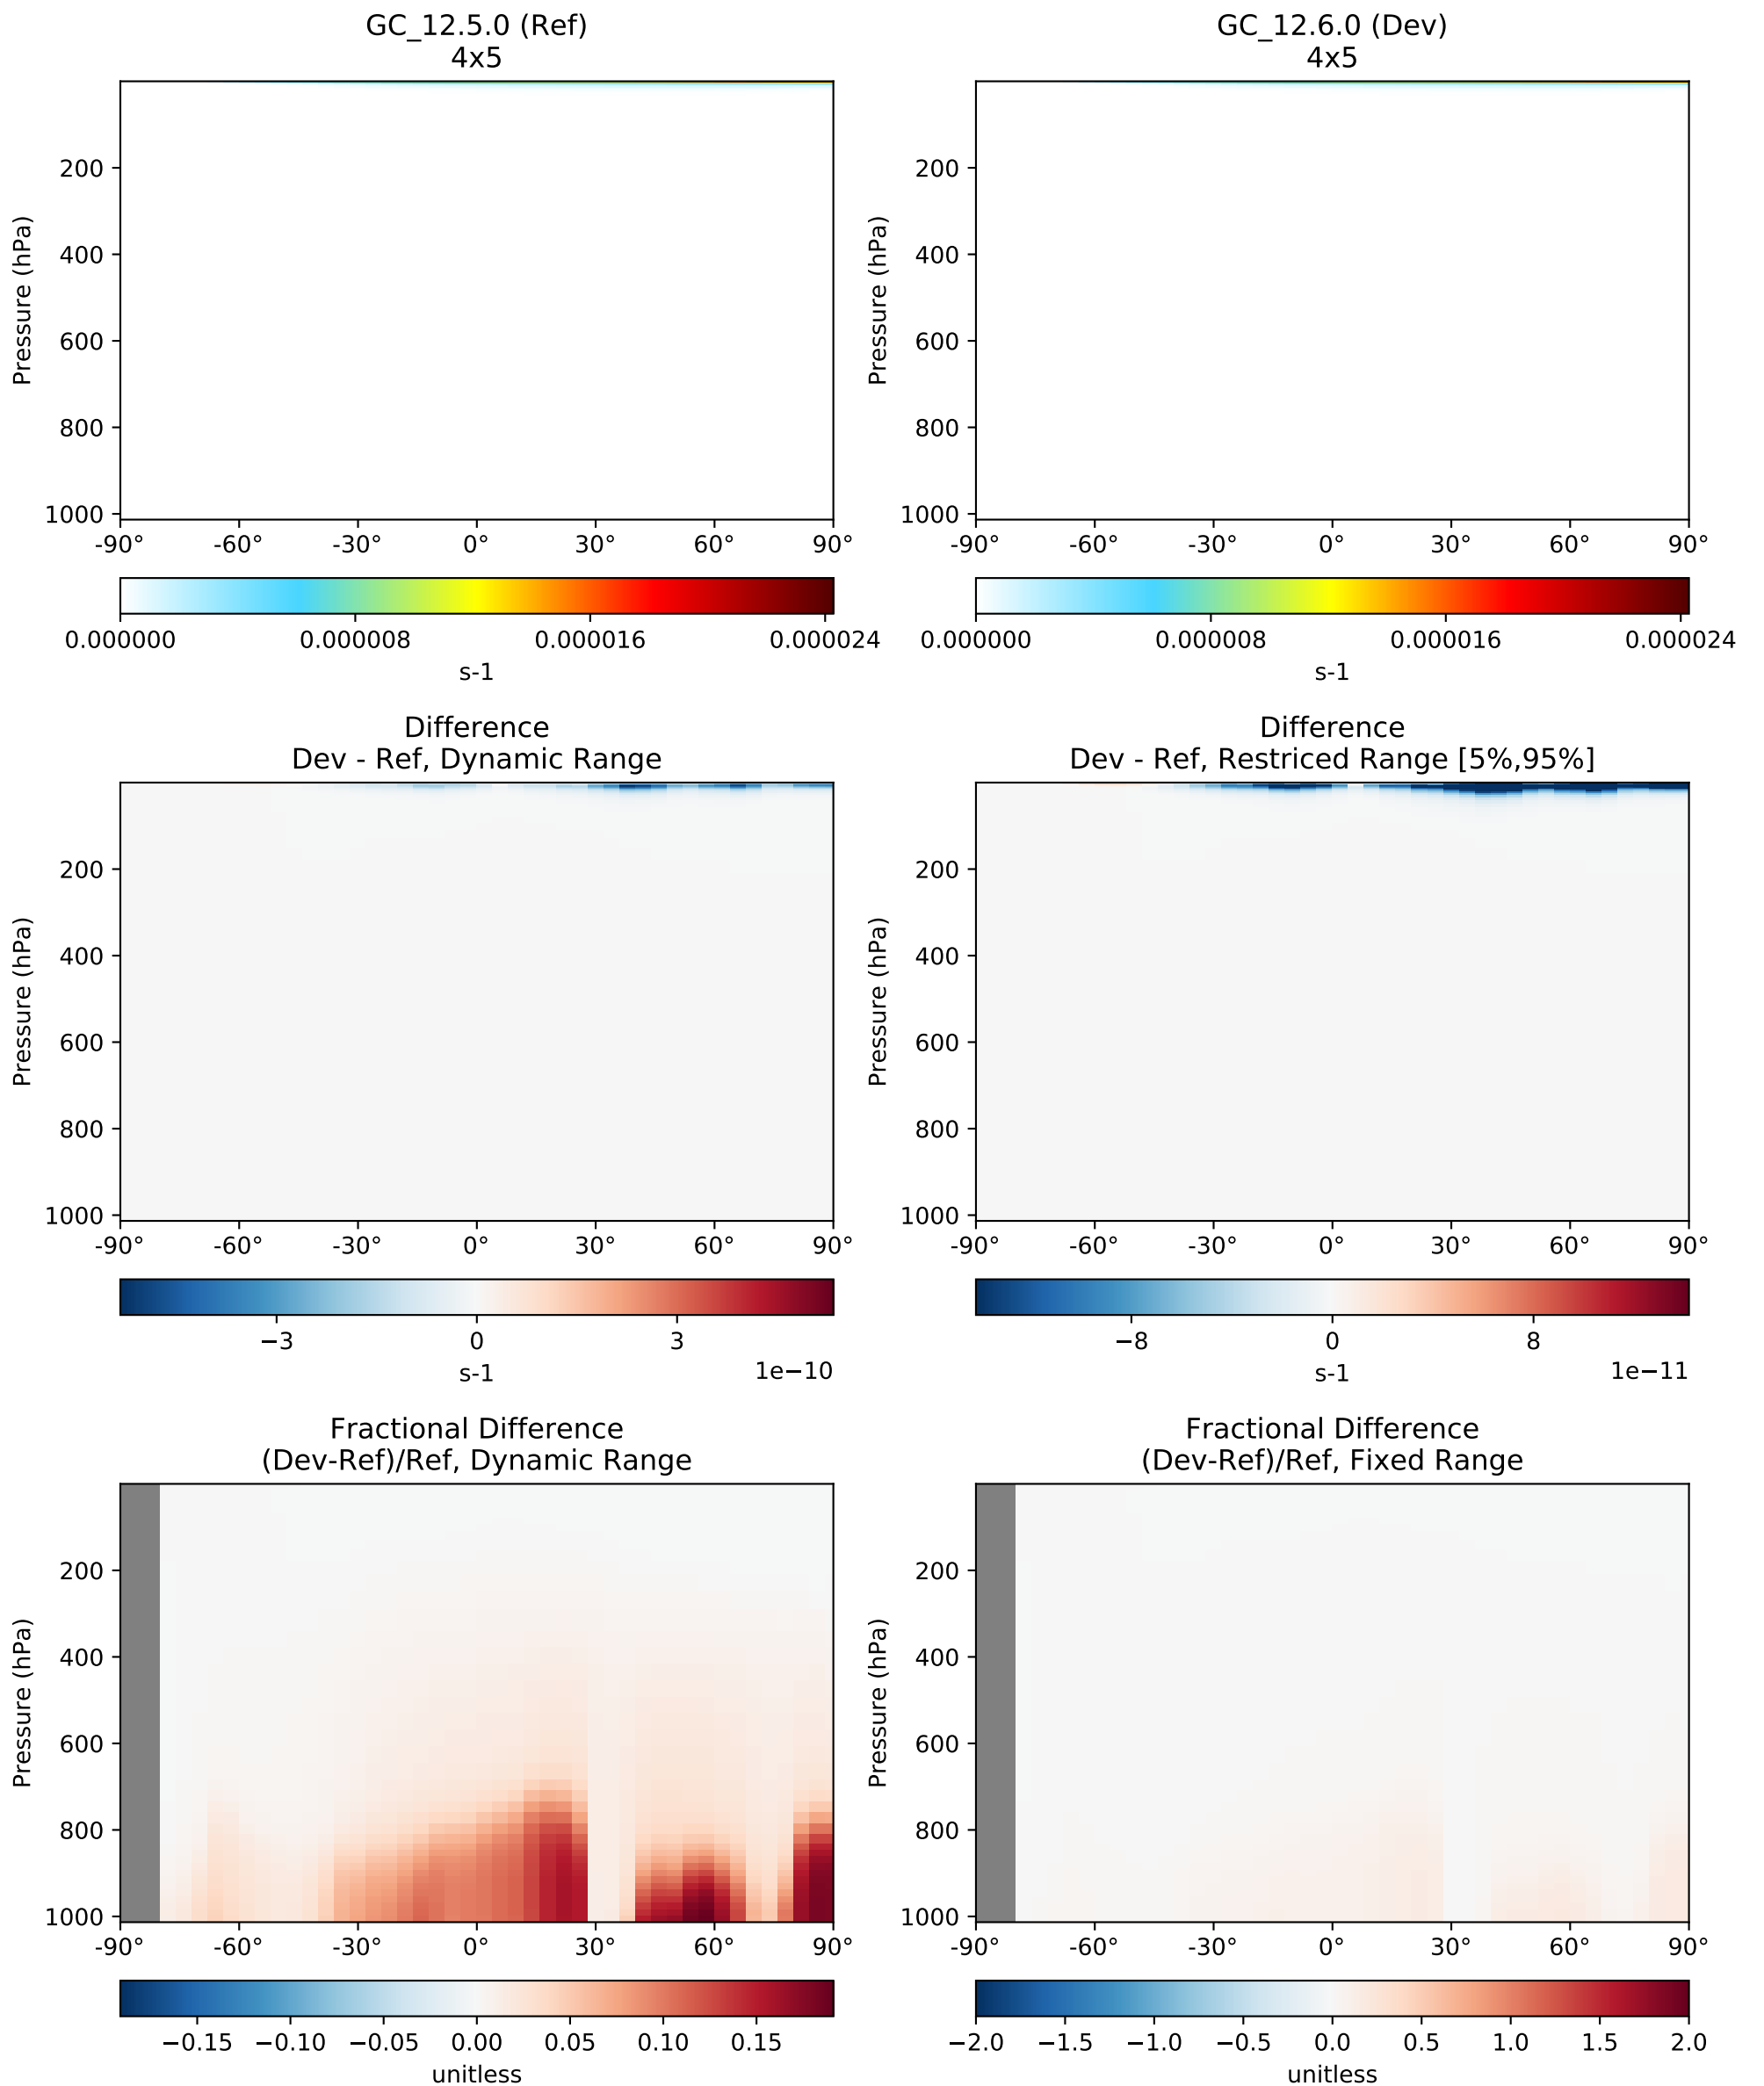 GC_12.5.0 (Ref)
4x5
GC_12.6.0 (Dev)
4x5
Pressure (hPa)
200
400
600
800
1000
-90° -60° -30° 0° 30° 60° 90°
0.000000 0.000008 0.000016 0.000024
s-1
Pressure (hPa)
200
400
600
800
1000
-90° -60° -30° 0° 30° 60° 90°
0.000000 0.000008 0.000016 0.000024
s-1
Difference
Dev - Ref, Dynamic Range
Pressure (hPa)
200
400
600
800
1000
-90° -60° -30° 0° 30° 60° 90°
−3 0 3
s-1
1e−10
Difference
Dev - Ref, Restriced Range [5%,95%]
Pressure (hPa)
200
400
600
800
1000
-90° -60° -30° 0° 30° 60° 90°
−8 0 8
s-1
1e−11
Fractional Difference
(Dev-Ref)/Ref, Dynamic Range
Pressure (hPa)
200
400
600
800
1000
-90° -60° -30° 0° 30° 60° 90°
−0.15 −0.10 −0.05 0.00 0.05 0.10 0.15
unitless
Fractional Difference
(Dev-Ref)/Ref, Fixed Range
Pressure (hPa)
200
400
600
800
1000
-90° -60° -30° 0° 30° 60° 90°
−2.0 −1.5 −1.0 −0.5 0.0 0.5 1.0 1.5 2.0
unitless